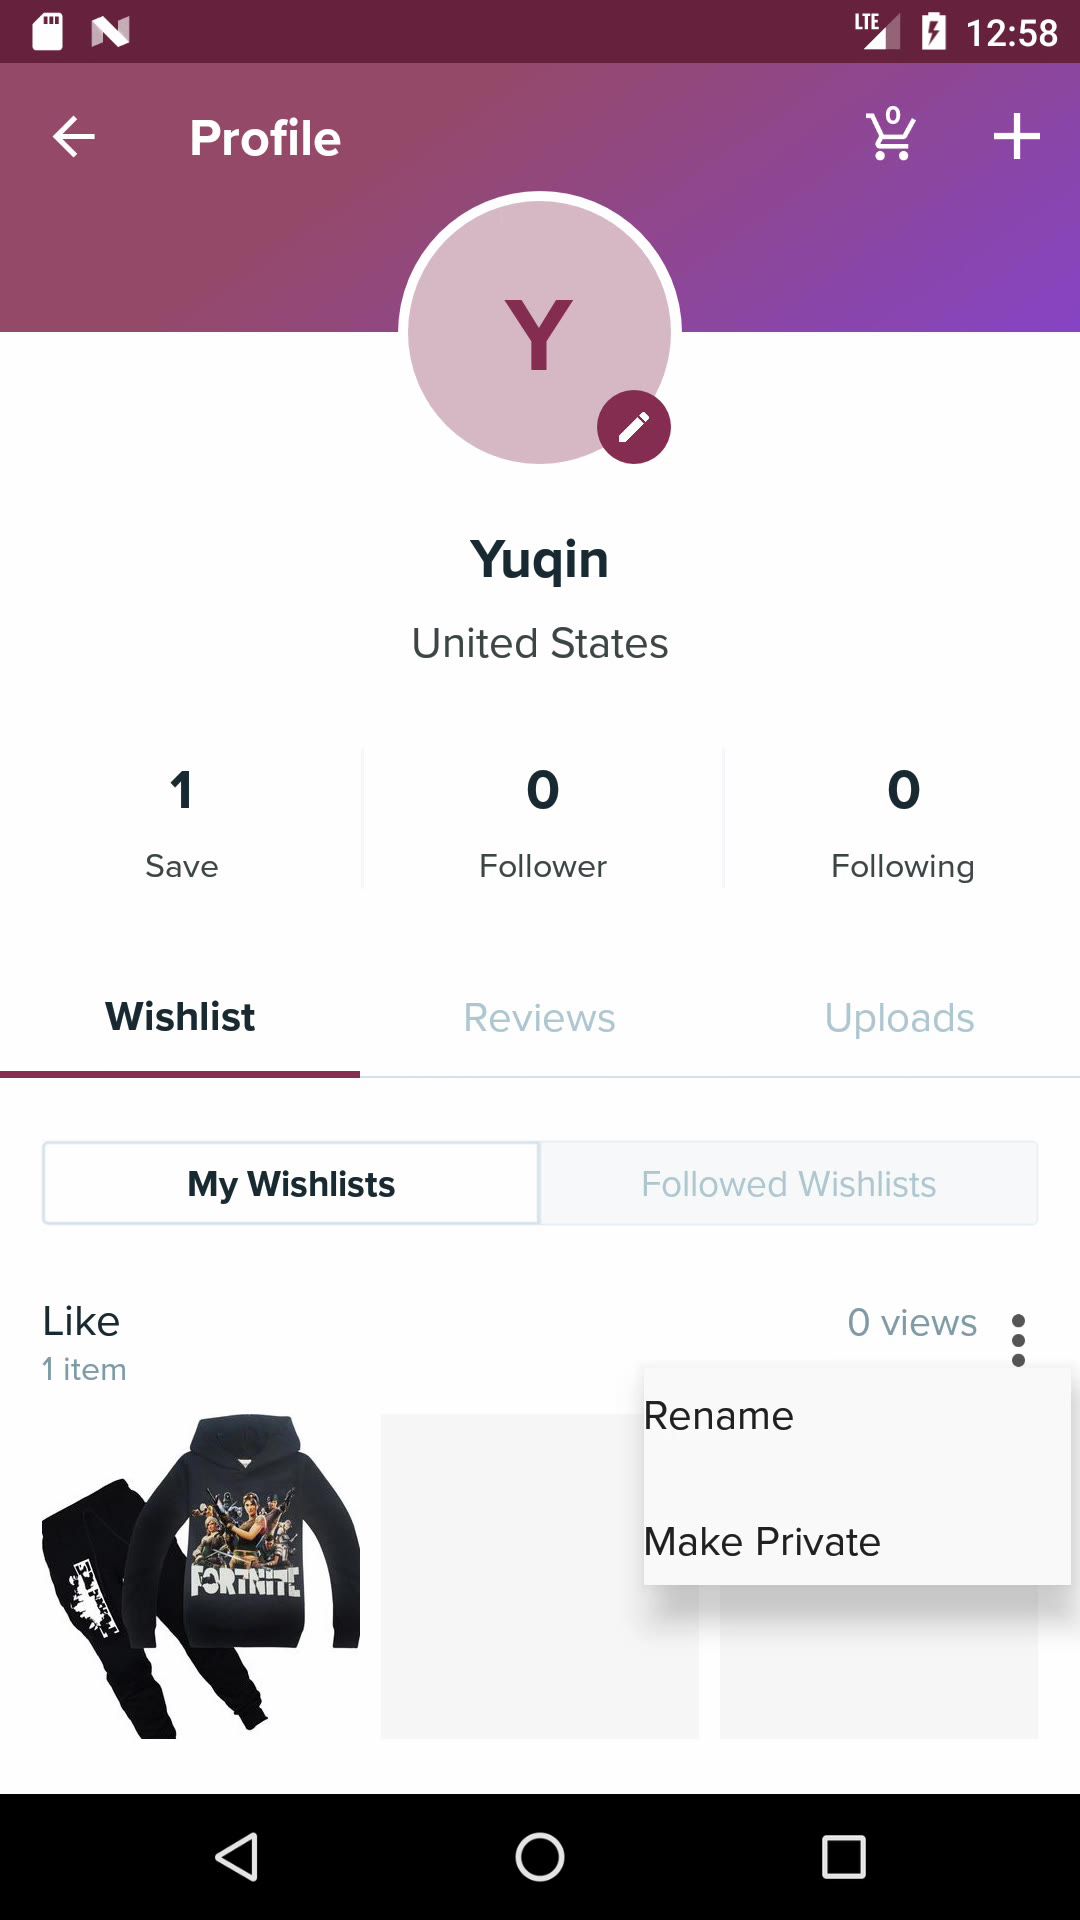 LTE 12:58
Profile
0
Y
Yuqin
United States
1 0 0
Save Follower Following
Wishlist Reviews Uploads
My Wishlists Followed Wishlists
Like 0 views
1 item
Rename
Make Private
FORTNITE